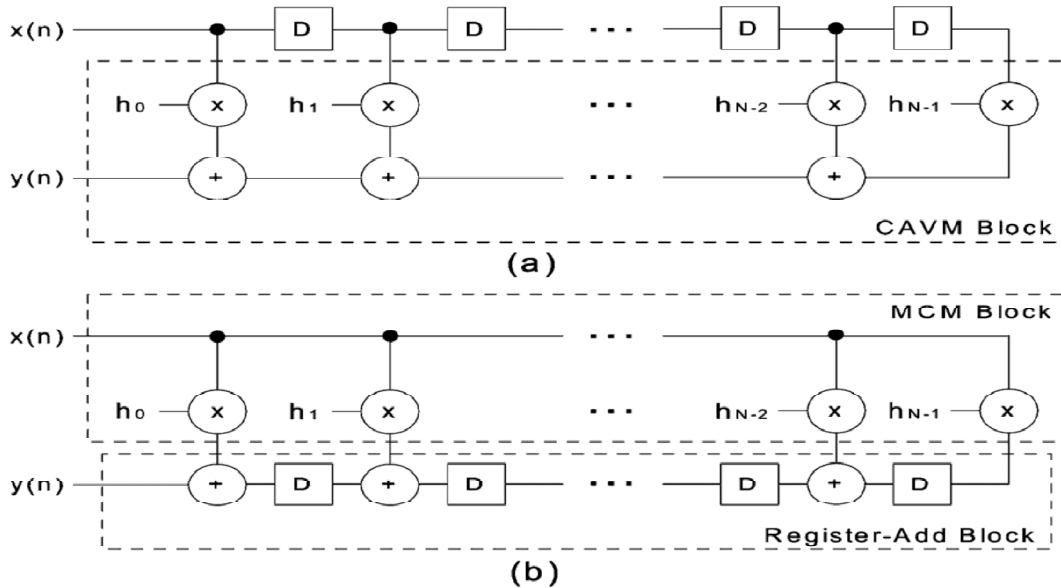 x(n) D D ... D D
h0 x h1 x ... hN-2 x hN-1 x
y(n) + + ... +
CAVM Block
(a)
MCM Block
x(n) ...
h0 x h1 x ... hN-2 x hN-1 x
y(n) + D + D ... D + D
Register-Add Block
(b)